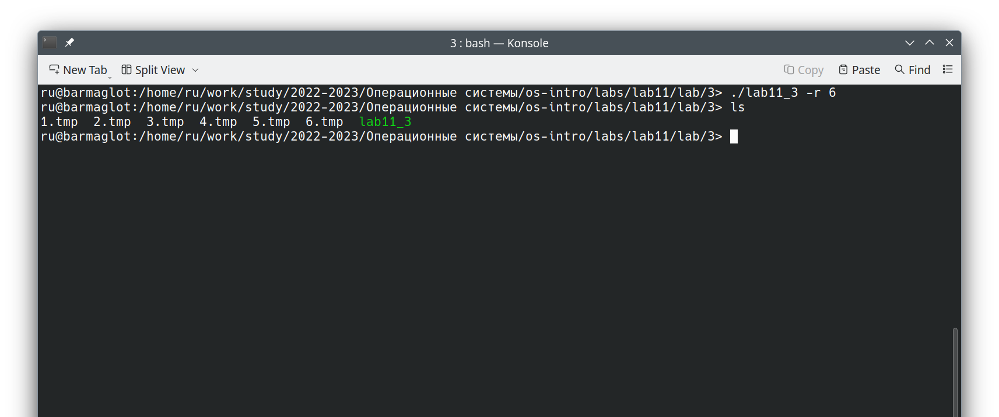 3 : bash — Konsole
New Tab Split View Copy Paste Find
ru@barmaglot:/home/ru/work/study/2022-2023/Операционные системы/os-intro/labs/lab11/lab/3> ./lab11_3 -r 6
ru@barmaglot:/home/ru/work/study/2022-2023/Операционные системы/os-intro/labs/lab11/lab/3> ls
1.tmp 2.tmp 3.tmp 4.tmp 5.tmp 6.tmp lab11_3
ru@barmaglot:/home/ru/work/study/2022-2023/Операционные системы/os-intro/labs/lab11/lab/3>